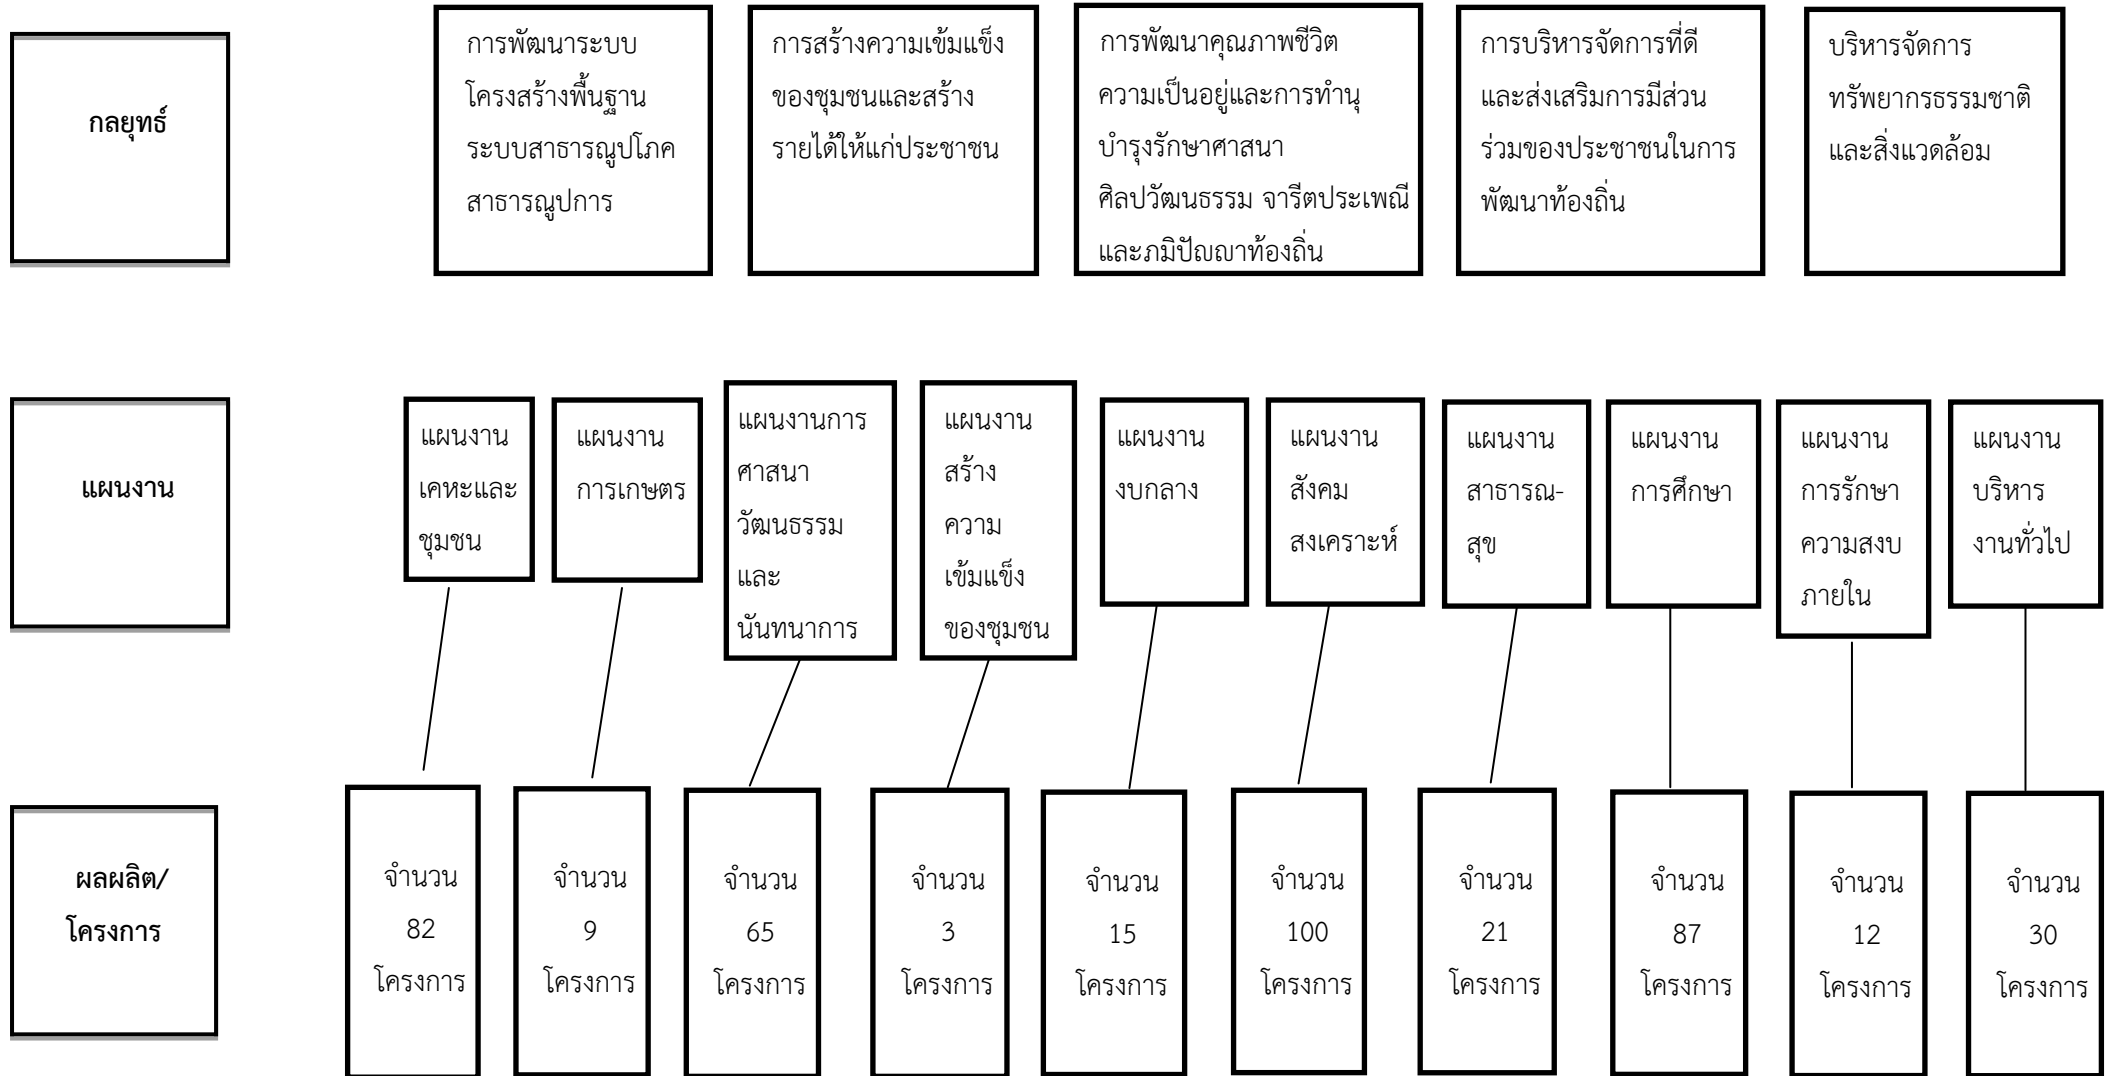 กลยุทธ์
การพัฒนาระบบ
โครงสร้างพื้นฐาน
ระบบสาธารณูปโภค
สาธารณูปการ
การสร้างความเข้มแข็ง
ของชุมชนและสร้าง
รายได้ให้แก่ประชาชน
การพัฒนาคุณภาพชีวิต
ความเป็นอยู่และการทำนุ
บำรุงรักษาศาสนา
ศิลปวัฒนธรรม จารีตประเพณี
และภูมิปัญญาท้องถิ่น
การบริหารจัดการที่ดี
และส่งเสริมการมีส่วน
ร่วมของประชาชนในการ
พัฒนาท้องถิ่น
บริหารจัดการ
ทรัพยากรธรรมชาติ
และสิ่งแวดล้อม
แผนงาน
แผนงาน
เคหะและ
ชุมชน
แผนงาน
การเกษตร
แผนงานการ
ศาสนา
วัฒนธรรม
และ
นันทนาการ
แผนงาน
สร้าง
ความ
เข้มแข็ง
ของชุมชน
แผนงาน
งบกลาง
แผนงาน
สังคม
สงเคราะห์
แผนงาน
สาธารณ-
สุข
แผนงาน
การศึกษา
แผนงาน
การรักษา
ความสงบ
ภายใน
แผนงาน
บริหาร
งานทั่วไป
ผลผลิต/
โครงการ
จำนวน
82
โครงการ
จำนวน
9
โครงการ
จำนวน
65
โครงการ
จำนวน
3
โครงการ
จำนวน
15
โครงการ
จำนวน
100
โครงการ
จำนวน
21
โครงการ
จำนวน
87
โครงการ
จำนวน
12
โครงการ
จำนวน
30
โครงการ